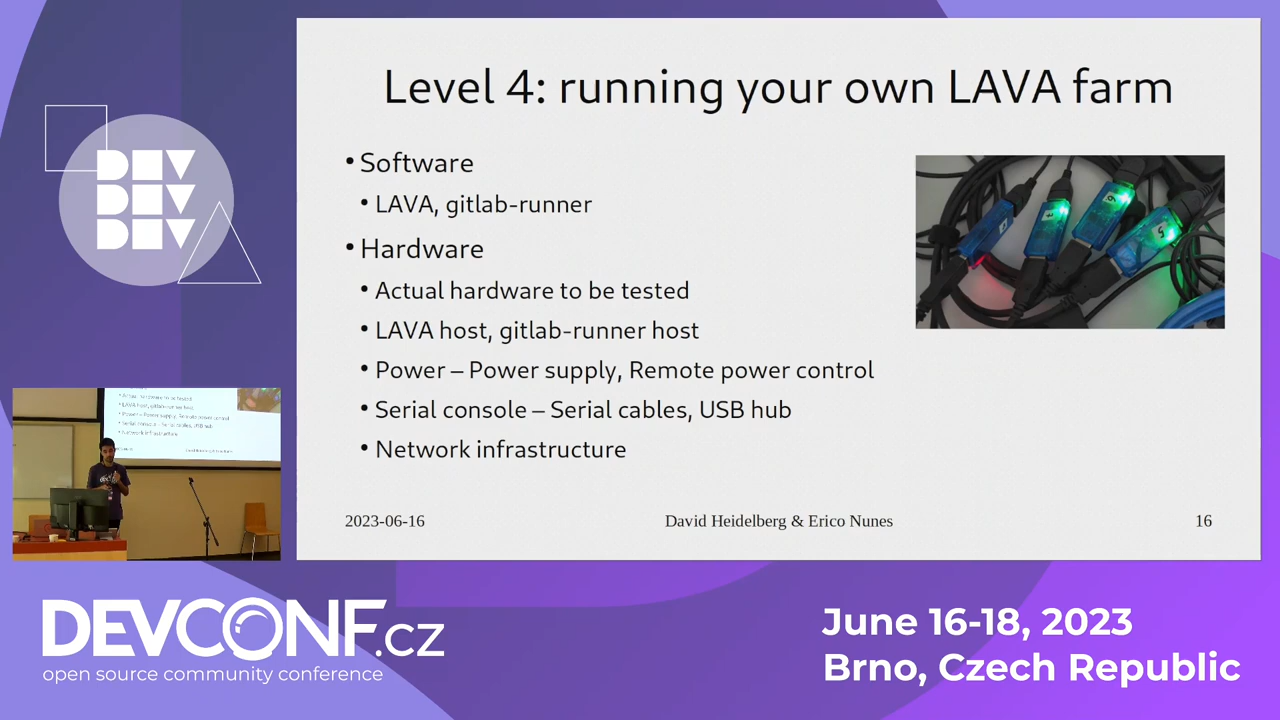 DEV
DEV
DEV
Level 4: running your own LAVA farm
• Software
• LAVA, gitlab-runner
• Hardware
• Actual hardware to be tested
• LAVA host, gitlab-runner host
• Power – Power supply, Remote power control
• Serial console – Serial cables, USB hub
• Network infrastructure
2023-06-16
David Heidelberg & Erico Nunes
16
DEVCONF.CZ
open source community conference
June 16-18, 2023
Brno, Czech Republic